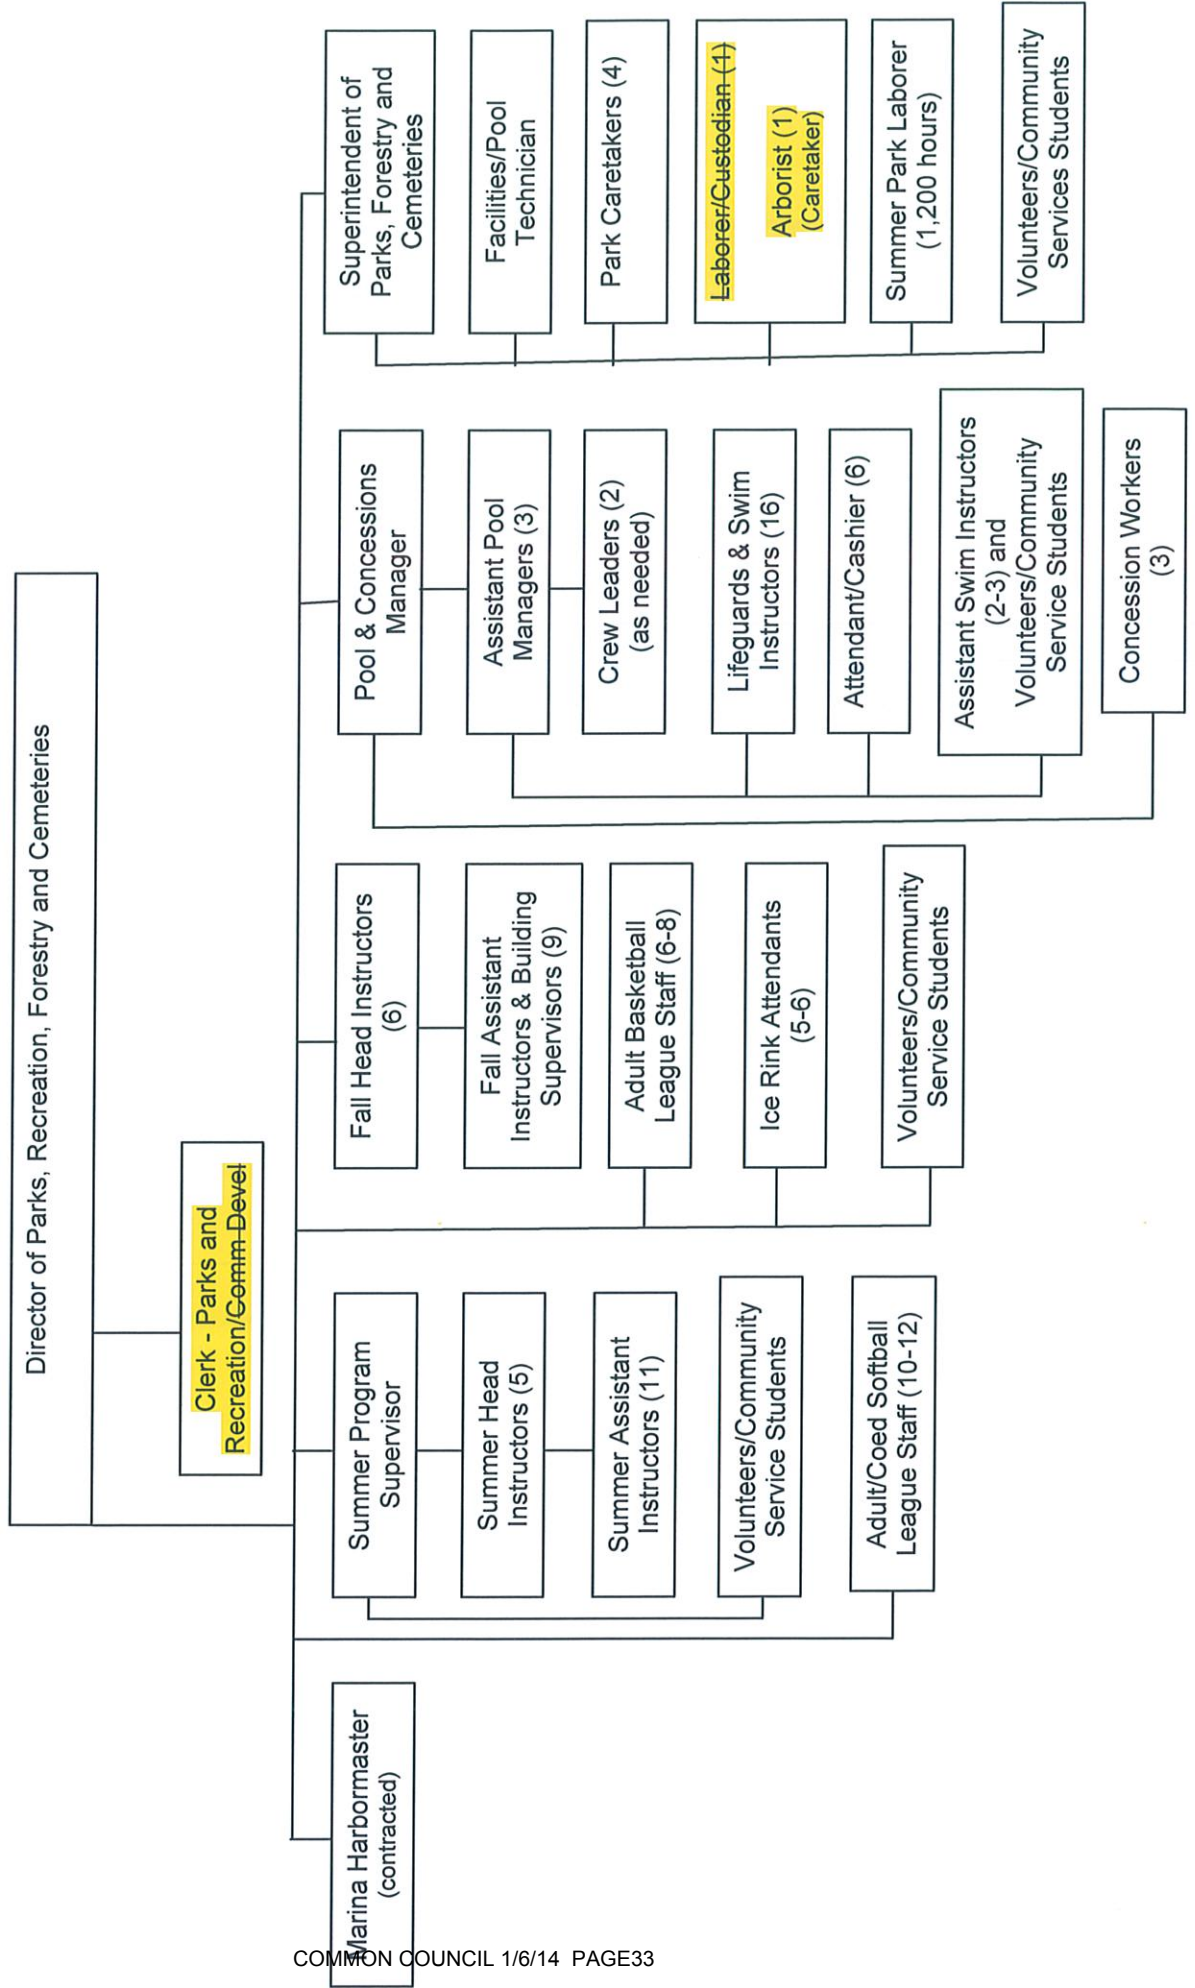 Director of Parks, Recreation, Forestry and Cemeteries
Clerk - Parks and
Recreation/Comm Devel
Marina Harbormaster
(contracted)
Summer Program
Supervisor
Summer Head
Instructors (5)
Summer Assistant
Instructors (11)
Volunteers/Community
Service Students
Adult/Coed Softball
League Staff (10-12)
Fall Head Instructors
(6)
Fall Assistant
Instructors & Building
Supervisors (9)
Adult Basketball
League Staff (6-8)
Ice Rink Attendants
(5-6)
Volunteers/Community
Service Students
Pool & Concessions
Manager
Assistant Pool
Managers (3)
Crew Leaders (2)
(as needed)
Lifeguards & Swim
Instructors (16)
Attendant/Cashier (6)
Assistant Swim Instructors
(2-3) and
Volunteers/Community
Service Students
Concession Workers
(3)
Superintendent of
Parks, Forestry and
Cemeteries
Facilities/Pool
Technician
Park Caretakers (4)
Laborer/Custodian (1)
Arborist (1)
(Caretaker)
Summer Park Laborer
(1,200 hours)
Volunteers/Community
Services Students
COMMON COUNCIL 1/6/14 PAGE33